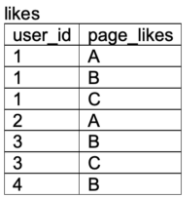 likes
user_id page_likes
1 A
1 B
1 C
2 A
3 B
3 C
4 B